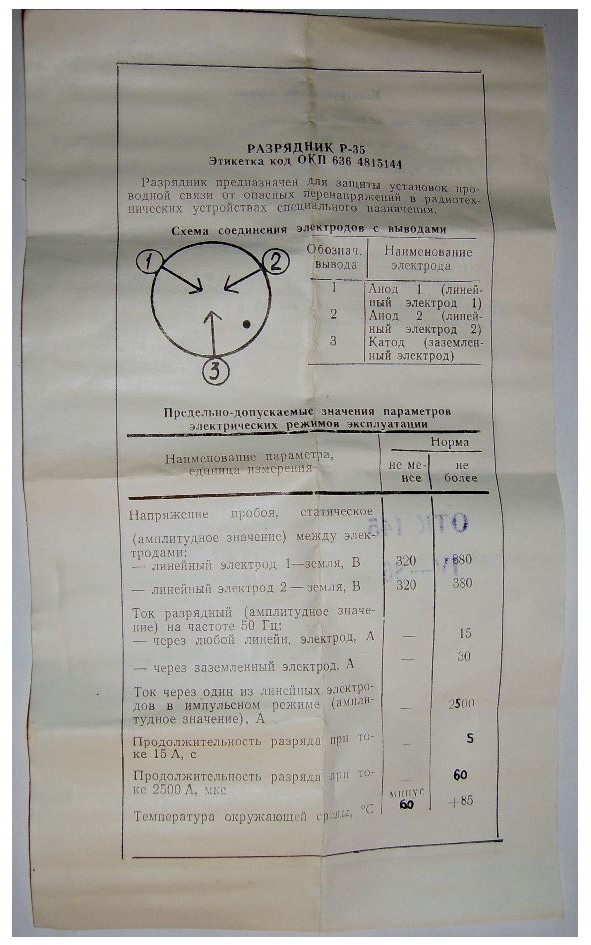 РАЗРЯДНИК Р-35
Этикетка код ОКП 636 4815144
Разрядник предназначен для защиты установок про-
водной связи от опасных перенапряжений в радиотех-
нических устройствах специального назначения.
Схема соединения электродов с выводами
1
2
3
Обознач. вывода
Наименование электрода
1 Анод 1 (линей-
ный электрод 1)
2 Анод 2 (линей-
ный электрод 2)
3 Катод (заземлен-
ный электрод)
Предельно-допускаемые значения параметров
электрических режимов эксплуатации
Наименование параметра,
единица измерения
Норма
не ме-
нее
не
более
Напряжение пробоя, статическое
(амплитудное значение) между элек-
тродами:
— линейный электрод 1—земля, В 320 380
— линейный электрод 2 — земля, В 320 380
Ток разрядный (амплитудное значе-
ние) на частоте 50 Гц:
— через любой линейн. электрод, А — 15
— через заземленный электрод, А — 30
Ток через один из линейных электро-
дов в импульсном режиме (ампли-
тудное значение), А — 2500
Продолжительность разряда при то-
ке 15 А, с — 5
Продолжительность разряда при то-
ке 2500 А, мкс — 60
Температура окружающей среды, °С минус 60 +85
ОТК 145